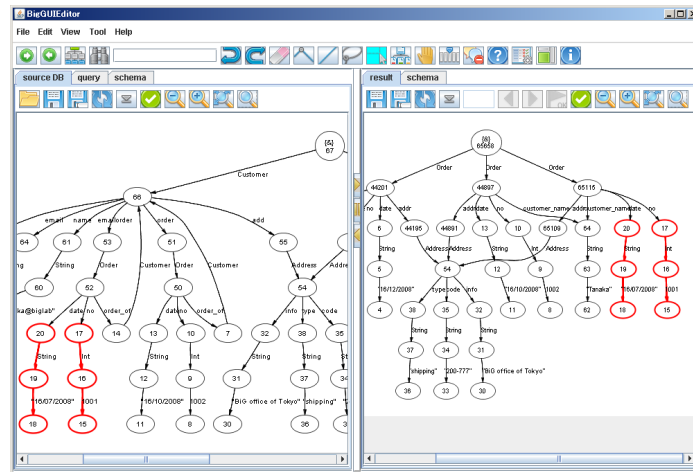 BigGUIEditor
File Edit View Tool Help
source DB query schema
[&]
67
Customer
66
email name email order order add
64 61 53 51 55
String Order Customer Order Customer Address
60 52 50 54
ka@biglab" date no order_of date no order_of info type code
20 17 14 13 10 7 32 38 35
String Int String Int String String
19 16 12 9 31 37 34
"16/07/2008" 1001 "16/10/2008" 1002 "BiG office of Tokyo" "shipping"
18 15 11 8 30 36
result schema
[&]
65658
Order Order Order
44201 44897 65116
no date addr addr date no customer_name addr customer_name date no
6 44195 44891 13 10 65109 64 20 17
String Address Address String Int Address String String Int
5 54 12 9 63 19 16
"16/12/2008" type code info "16/10/2008" 1002 "Tanaka" "16/07/2008" 1001
4 38 35 32 11 8 62 18 15
String String String
37 34 31
"shipping" "200-777" "BiG office of Tokyo"
36 33 30